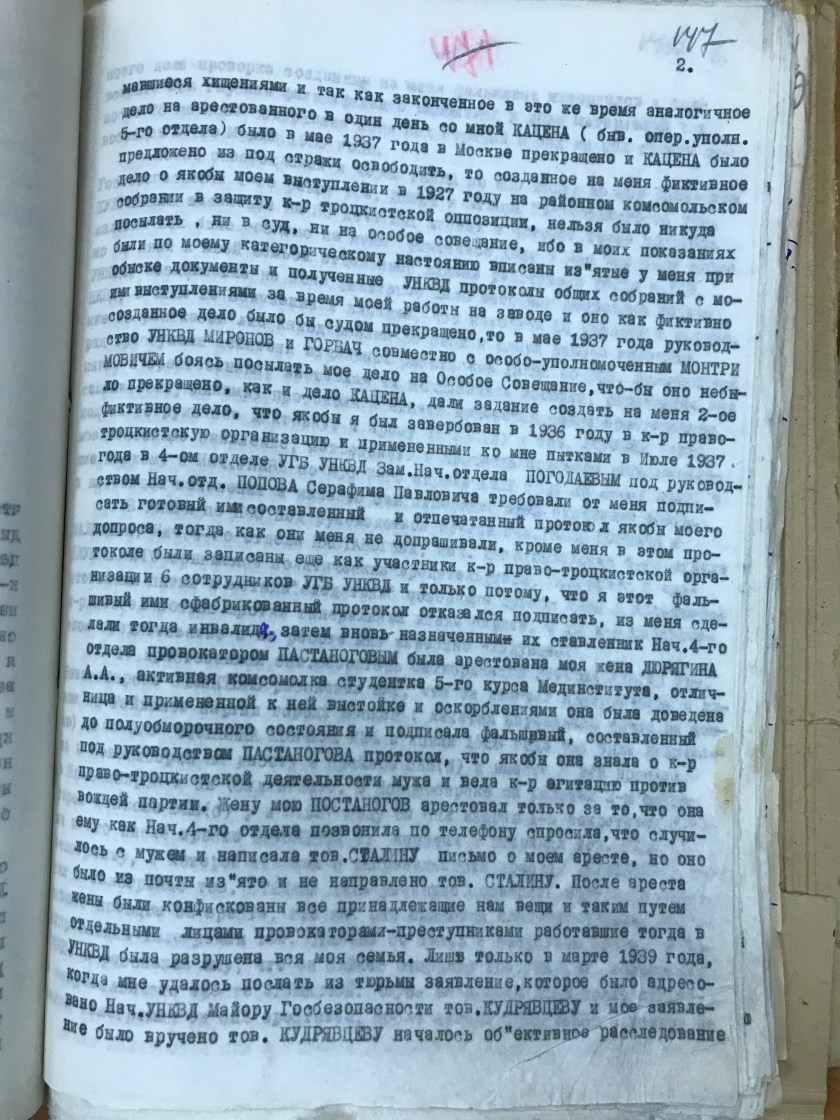 147
2.
мавшиеся хищениями и так как законченное в это же время аналогичное
дело на арестованного в один день со мной КАЦЕНА ( быв. опер.уполн.
5-го отдела) было в мае 1937 года в Москве прекращено и КАЦЕНА было
предложено из под стражи освободить, то созданное на меня фиктивное
дело о якобы моем выступлении в 1927 году на районном комсомольском
собрании в защиту к-р троцкистской оппозиции, нельзя было никуда
посылать , ни в суд, ни на особое совещание, ибо в моих показаниях
были по моему категорическому настоянию вписаны из"ятые у меня при
обыске документы и полученные УНКВД протоколы общих собраний с мо-
ими выступлениями за время моей работы на заводе и оно как фиктивно
созданное дело было бы судом прекращено,то в мае 1937 года руковод-
ство УНКВД МИРОНОВ и ГОРБАЧ совместно с особо-уполномоченным МОНТРИ
МОВИЧЕМ боясь посылать мое дело на Особое Совещание,что-бы оно небы-
ло прекращено, как и дело КАЦЕНА, дали задание создать на меня 2-ое
фиктивное дело, что якобы я был завербован в 1936 году в к-р право-
троцкистскую организацию и примененными ко мне пытками в Июле 1937
года в 4-ом отделе УГБ УНКВД Зам.Нач.отдела ПОГОДАЕВЫМ под руковод-
ством Нач.отд. ПОПОВА Серафима Павловича требовали от меня подпи-
сать готовый ими составленный и отпечатанный протокол якобы моего
допроса, тогда как они меня не допрашивали, кроме меня в этом про-
токоле были записаны еще как участники к-р право-троцкистской орга-
низации 6 сотрудников УГБ УНКВД и только потому, что я этот фаль-
шивый ими сфабрикованный протокол отказался подписать, из меня сде-
лали тогда инвалида, затем вновь назначенным их ставленник Нач.4-го
отдела провокатором ПАСТАНОГОВЫМ была арестована моя жена ДЮРЯГИНА
А.А., активная комсомолка студентка 5-го курса Мединститута, отлич-
ница и примененной к ней выстойке и оскорблениями она была доведена
до полуобморочного состояния и подписала фальшивый, составленный
под руководством ПАСТАНОГОВА протокол, что якобы она знала о к-р
право-троцкистской деятельности мужа и вела к-р агитацию против
вождей партии. Жену мою ПОСТАНОГОВ арестовал только за то,что она
ему как Нач.4-го отдела позвонила по телефону спросила,что случи-
лось с мужем и написала тов.СТАЛИНУ письмо о моем аресте, но оно
было из почты из"ято и не направлено тов. СТАЛИНУ. После ареста
жены были конфискованы все принадлежащие нам вещи и таким путем
отдельными лицами провокаторами-преступниками работавшие тогда в
УНКВД была разрушена вся моя семья. Лишь только в марте 1939 года,
когда мне удалось послать из тюрьмы заявление,которое было адресо-
вано Нач.УНКВД Майору Госбезопасности тов.КУДРЯВЦЕВУ и мое заявле-
ние было вручено тов. КУДРЯВЦЕВУ началось об"ективное расследование